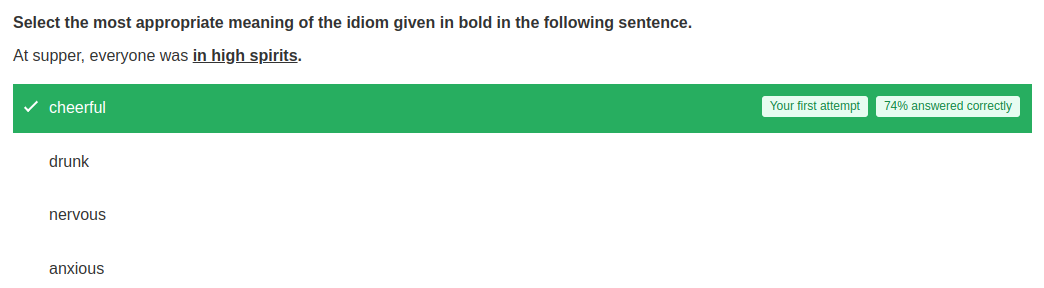 Select the most appropriate meaning of the idiom given in bold in the following sentence.
At supper, everyone was in high spirits.
cheerful Your first attempt 74% answered correctly
drunk
nervous
anxious